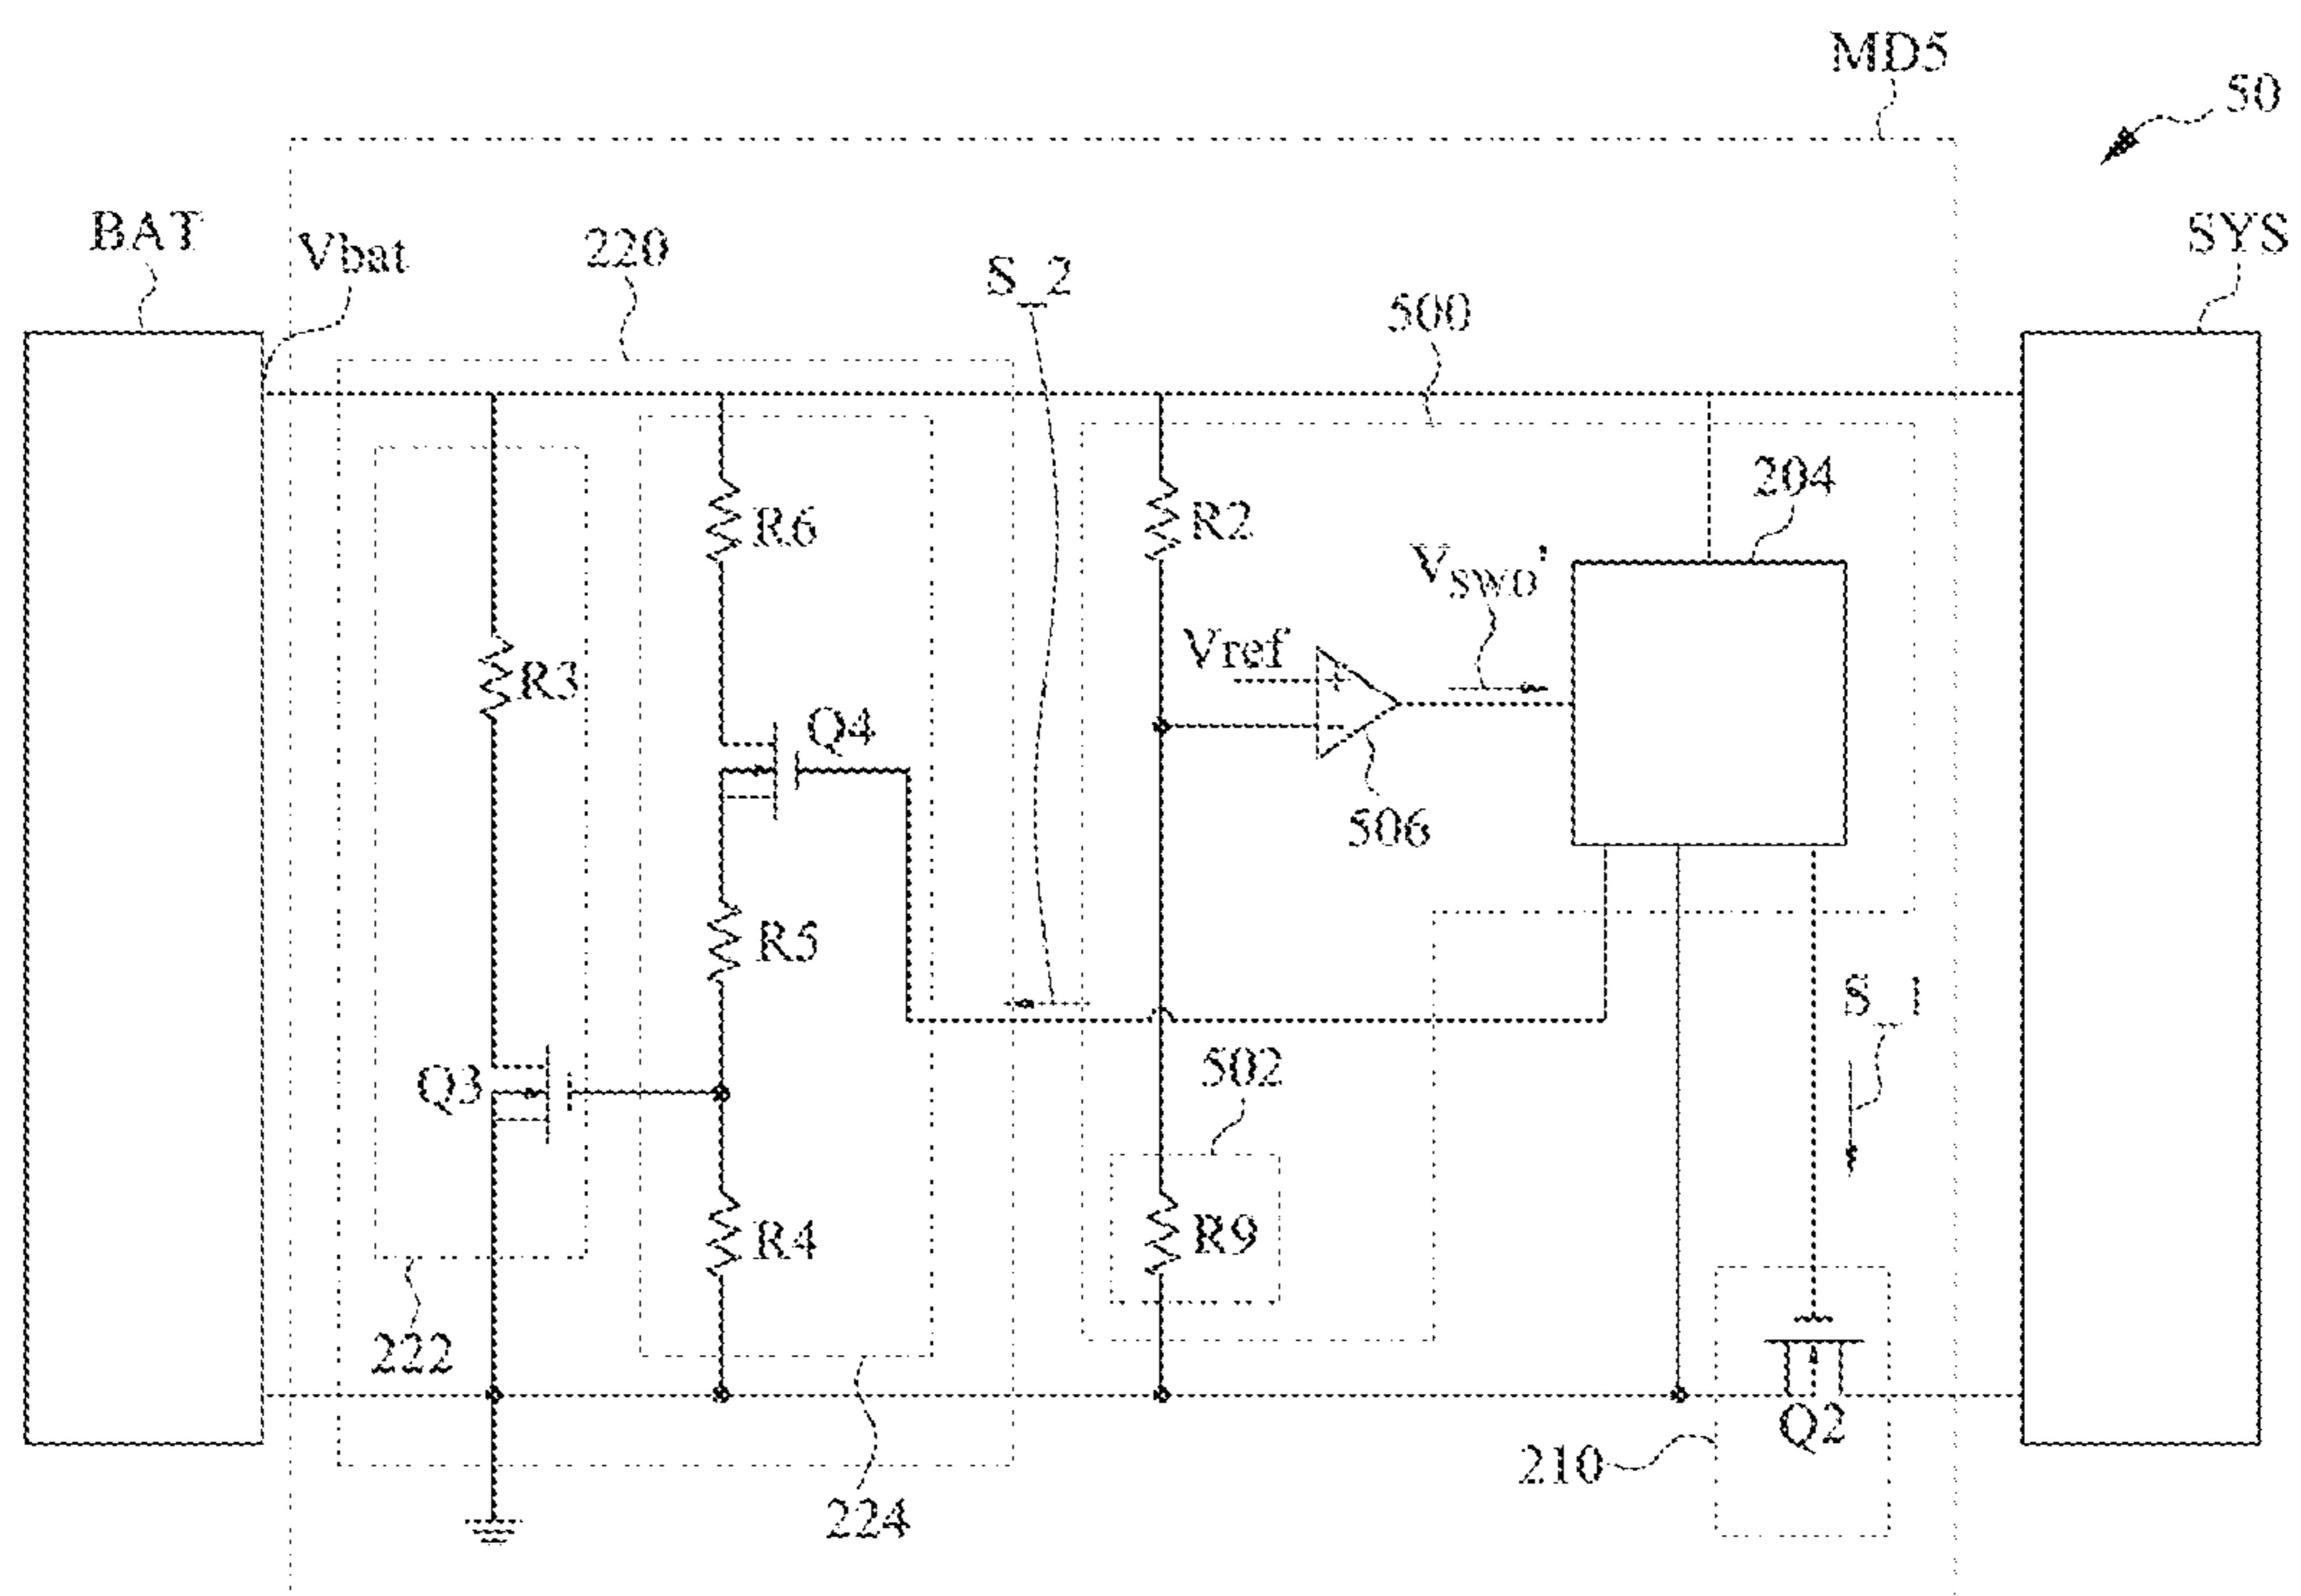 MD5
50
BAT
Vbat
220
S_2
500
SYS
204
R6
R2
VSWO'
Vref
R3
Q4
506
R5
S_1
Q3
502
R4
R9
222
Q2
210
224